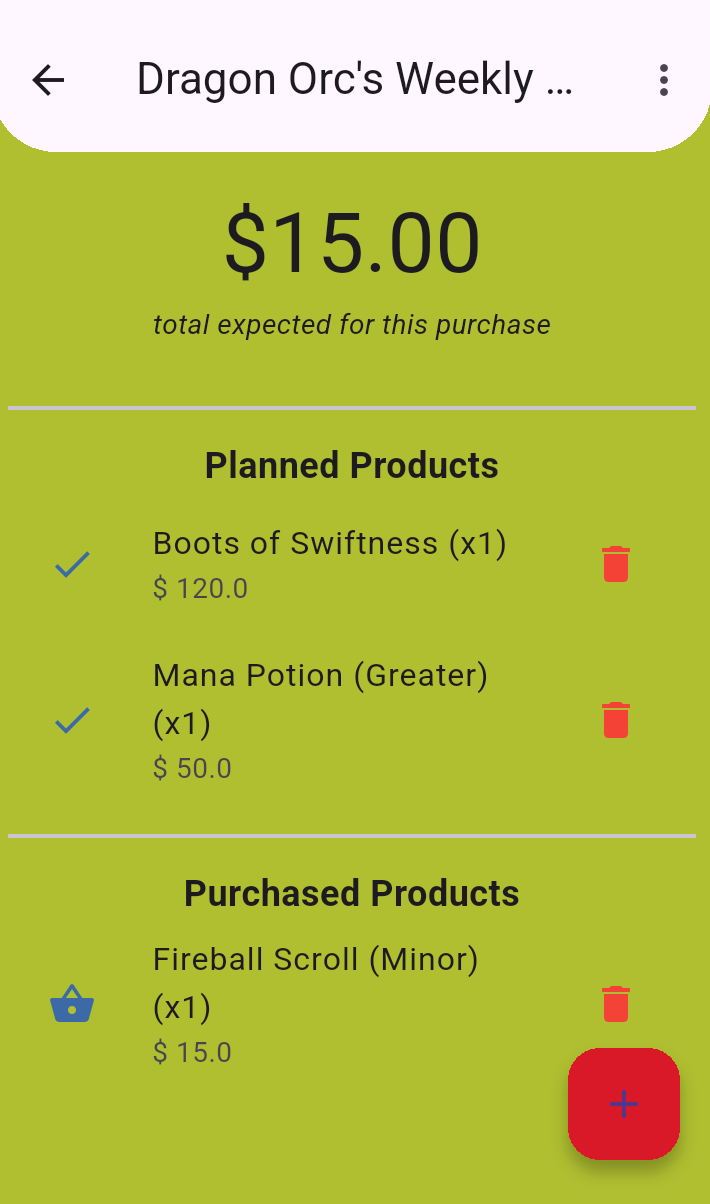 Dragon Orc's Weekly ...
$15.00
total expected for this purchase
Planned Products
Boots of Swiftness (x1)
$ 120.0
Mana Potion (Greater)
(x1)
$ 50.0
Purchased Products
Fireball Scroll (Minor)
(x1)
$ 15.0